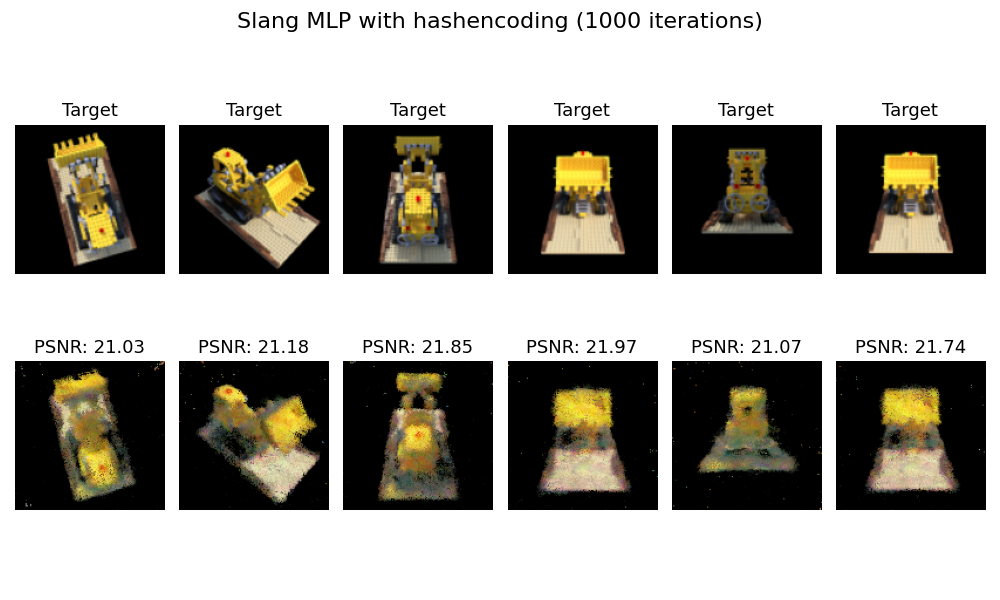 Slang MLP with hashencoding (1000 iterations)
Target Target Target Target Target Target
PSNR: 21.03 PSNR: 21.18 PSNR: 21.85 PSNR: 21.97 PSNR: 21.07 PSNR: 21.74